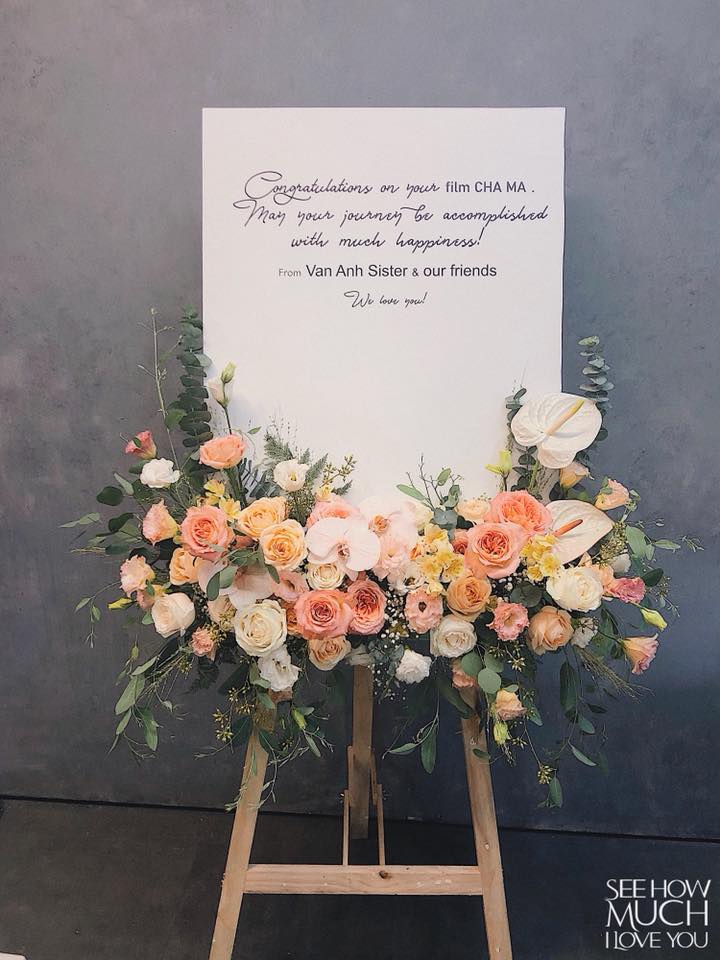 Congratulations on your film CHA MA .
May your journey be accomplished
with much happiness!
From Van Anh Sister & our friends
We love you!
SEE HOW
MUCH
I LOVE YOU